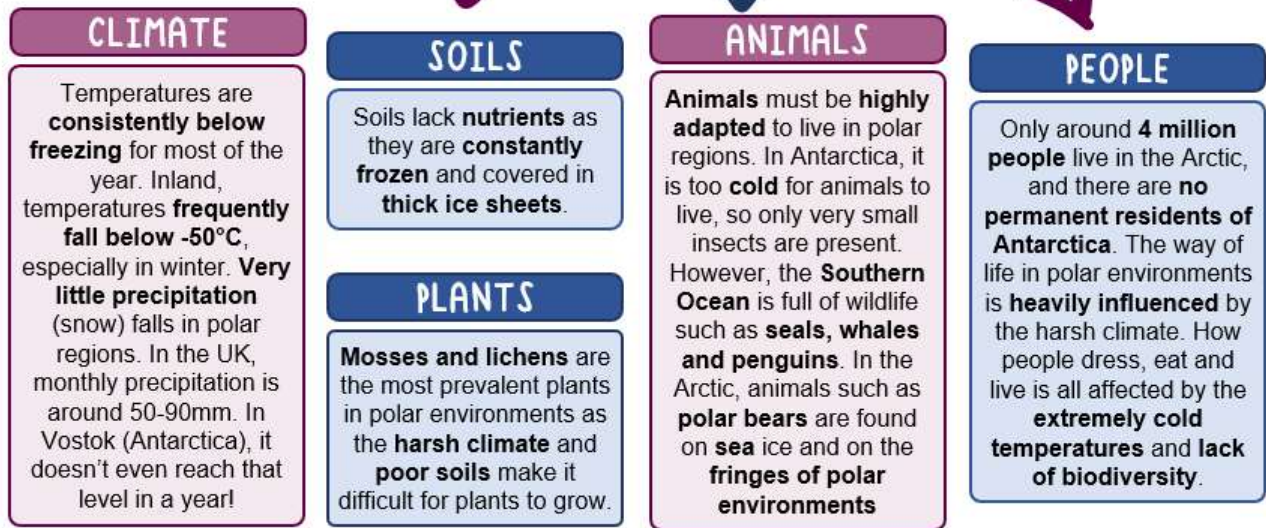 CLIMATE
Temperatures are
consistently below
freezing for most of the
year. Inland,
temperatures frequently
fall below -50°C,
especially in winter. Very
little precipitation
(snow) falls in polar
regions. In the UK,
monthly precipitation is
around 50-90mm. In
Vostok (Antarctica), it
doesn't even reach that
level in a year!
SOILS
Soils lack nutrients as
they are constantly
frozen and covered in
thick ice sheets.
PLANTS
Mosses and lichens are
the most prevalent plants
in polar environments as
the harsh climate and
poor soils make it
difficult for plants to grow.
ANIMALS
Animals must be highly
adapted to live in polar
regions. In Antarctica, it
is too cold for animals to
live, so only very small
insects are present.
However, the Southern
Ocean is full of wildlife
such as seals, whales
and penguins. In the
Arctic, animals such as
polar bears are found
on sea ice and on the
fringes of polar
environments
PEOPLE
Only around 4 million
people live in the Arctic,
and there are no
permanent residents of
Antarctica. The way of
life in polar environments
is heavily influenced by
the harsh climate. How
people dress, eat and
live is all affected by the
extremely cold
temperatures and lack
of biodiversity.